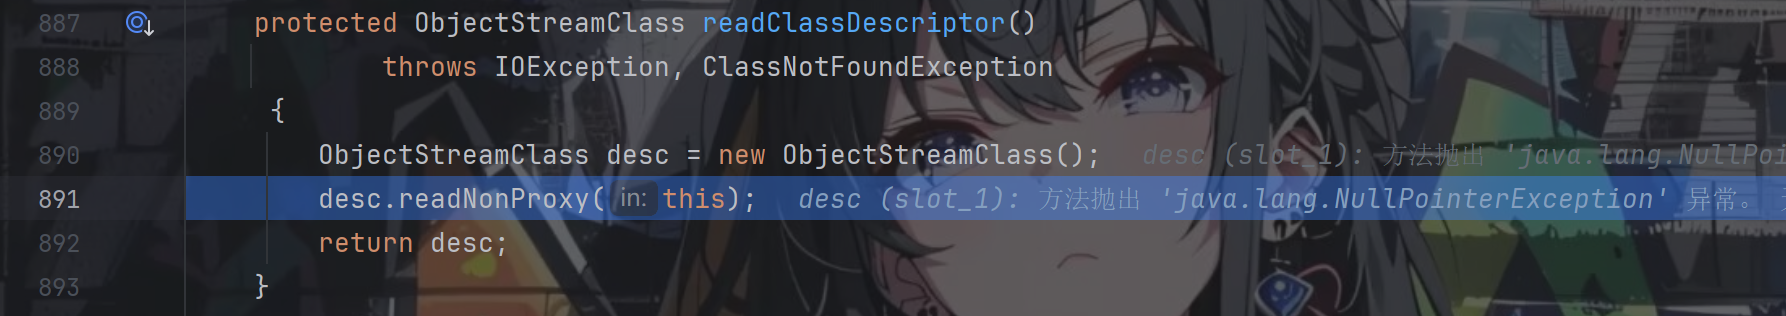 887 protected ObjectStreamClass readClassDescriptor()
888 throws IOException, ClassNotFoundException
889 {
890 ObjectStreamClass desc = new ObjectStreamClass(); desc (slot_1): 方法抛出 'java.lang.NullPoi
891 desc.readNonProxy( in: this); desc (slot_1): 方法抛出 'java.lang.NullPointerException' 异常。
892 return desc;
893 }